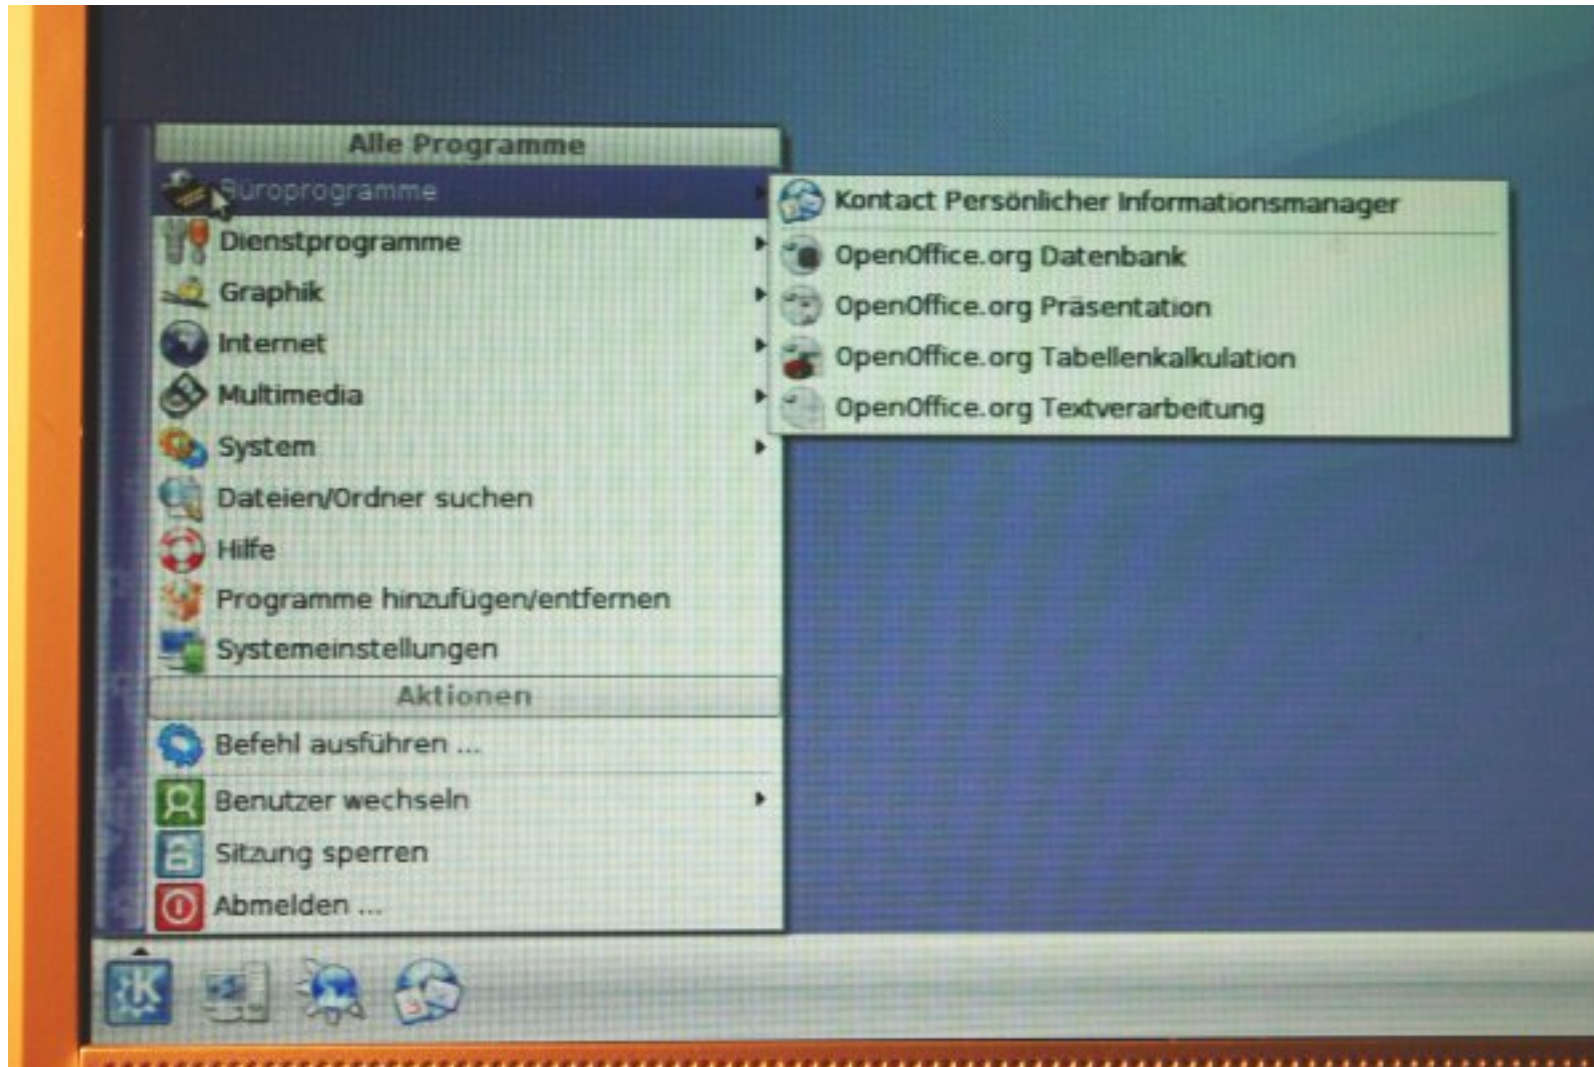 Alle Programme
Büroprogramme
Dienstprogramme
Graphik
Internet
Multimedia
System
Dateien/Ordner suchen
Hilfe
Programme hinzufügen/entfernen
Systemeinstellungen
Aktionen
Befehl ausführen ...
Benutzer wechseln
Sitzung sperren
Abmelden ...
Kontact Persönlicher Informationsmanager
OpenOffice.org Datenbank
OpenOffice.org Präsentation
OpenOffice.org Tabellenkalkulation
OpenOffice.org Textverarbeitung
K